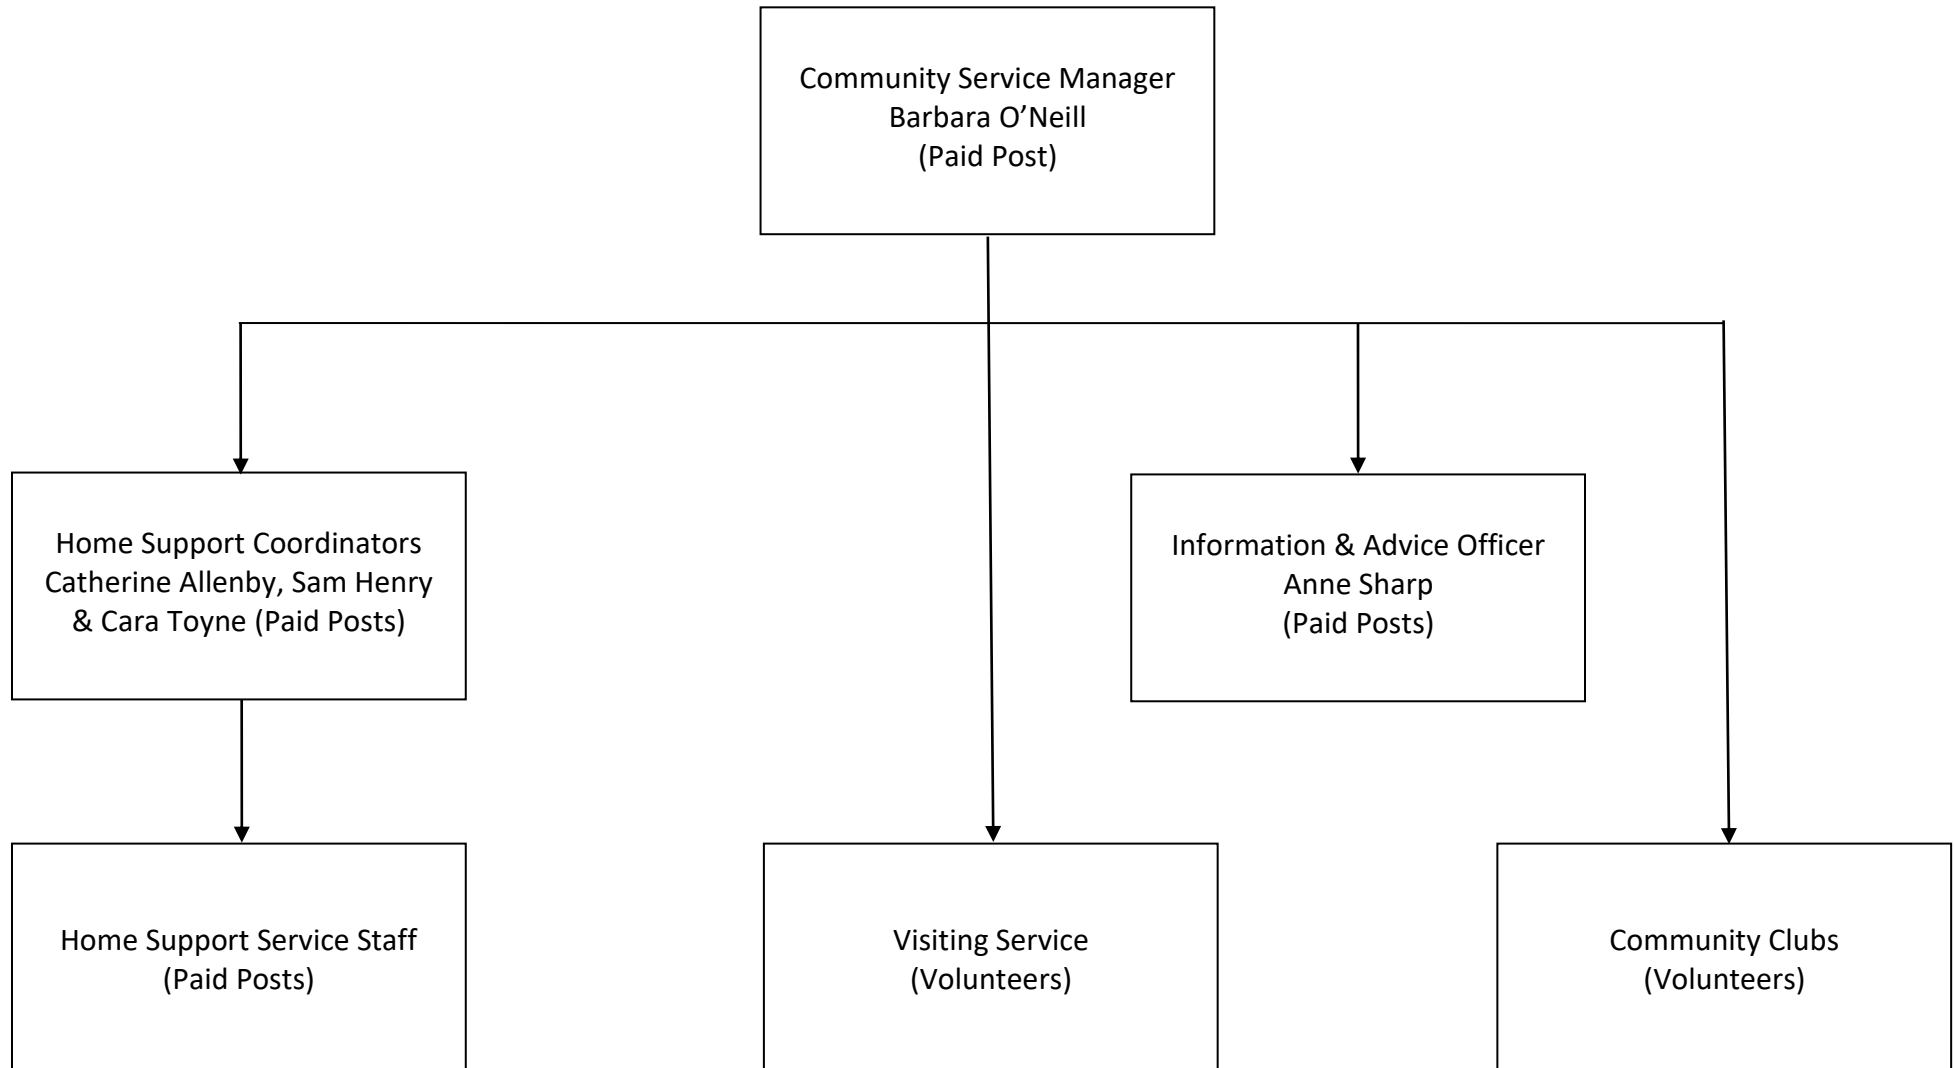 Community Service Manager
Barbara O’Neill
(Paid Post)
Home Support Coordinators
Catherine Allenby, Sam Henry
& Cara Toyne (Paid Posts)
Information & Advice Officer
Anne Sharp
(Paid Posts)
Home Support Service Staff
(Paid Posts)
Visiting Service
(Volunteers)
Community Clubs
(Volunteers)